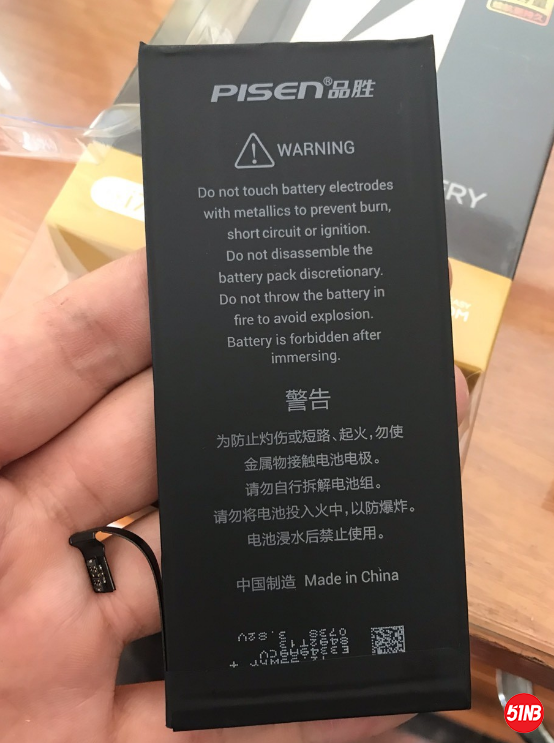 PISEN®品胜
WARNING
Do not touch battery electrodes
with metallics to prevent burn,
short circuit or ignition.
Do not disassemble the
battery pack discretionary.
Do not throw the battery in
fire to avoid explosion.
Battery is forbidden after
immersing.
警告
为防止灼伤或短路、起火,勿使
金属物接触电池电极。
请勿自行拆解电池组。
请勿将电池投入火中,以防爆炸。
电池浸水后禁止使用。
中国制造 Made in China
3.82V
51NB